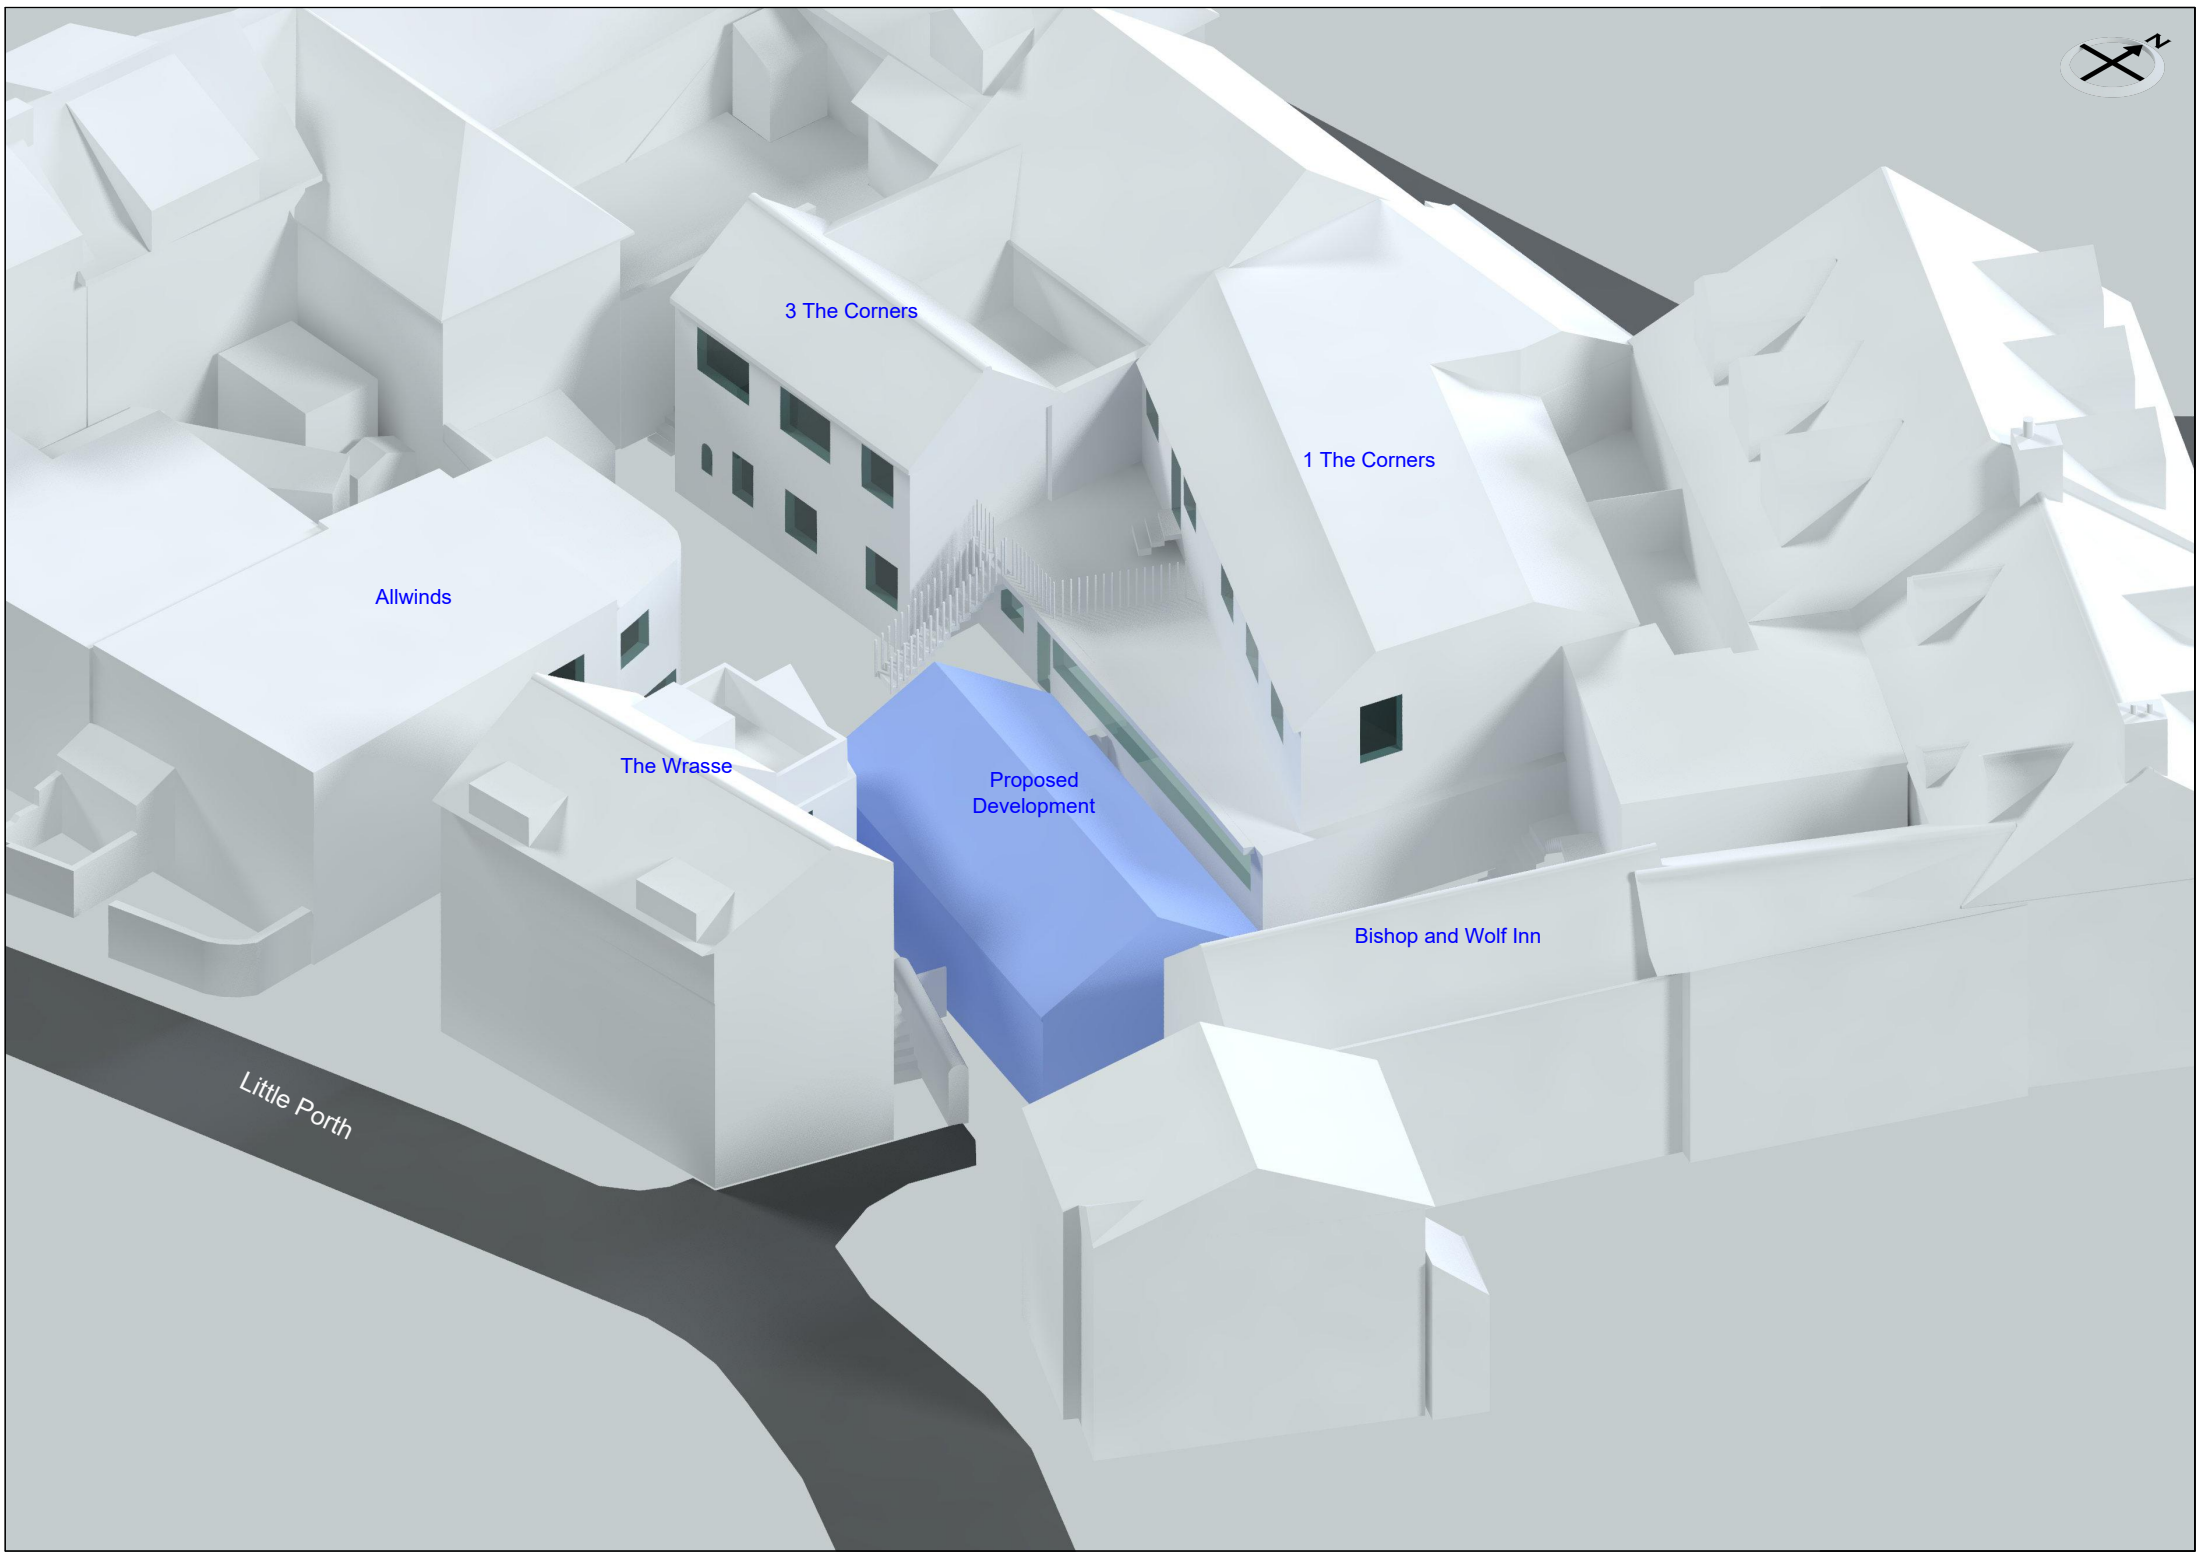 N
3 The Corners
1 The Corners
Allwinds
The Wrasse
Proposed
Development
Bishop and Wolf Inn
Little Porth